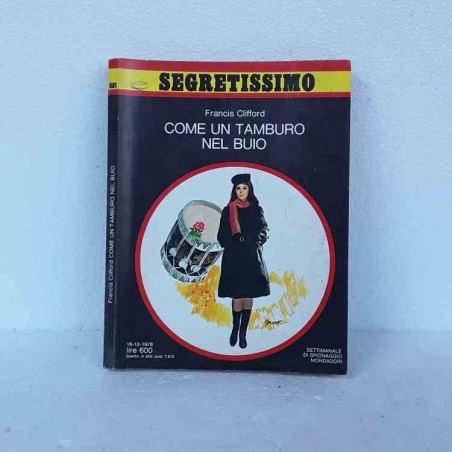 SEGRETISSIMO
Francis Clifford
COME UN TAMBURO
NEL BUIO
16-12-1976
lire 600
SETTIMANALE
DI SPIONAGGIO
MONDADORI
Francis Clifford COME UN TAMBURO NEL BUIO